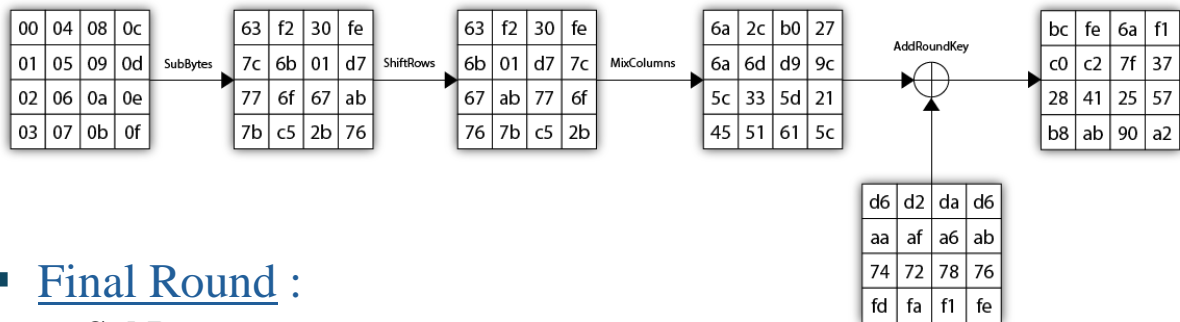 00 04 08 0c
01 05 09 0d
02 06 0a 0e
03 07 0b 0f
SubBytes
63 f2 30 fe
7c 6b 01 d7
77 6f 67 ab
7b c5 2b 76
ShiftRows
63 f2 30 fe
6b 01 d7 7c
67 ab 77 6f
76 7b c5 2b
MixColumns
6a 2c b0 27
6a 6d d9 9c
5c 33 5d 21
45 51 61 5c
AddRoundKey
bc fe 6a f1
c0 c2 7f 37
28 41 25 57
b8 ab 90 a2
d6 d2 da d6
aa af a6 ab
74 72 78 76
fd fa f1 fe
▪ Final Round :